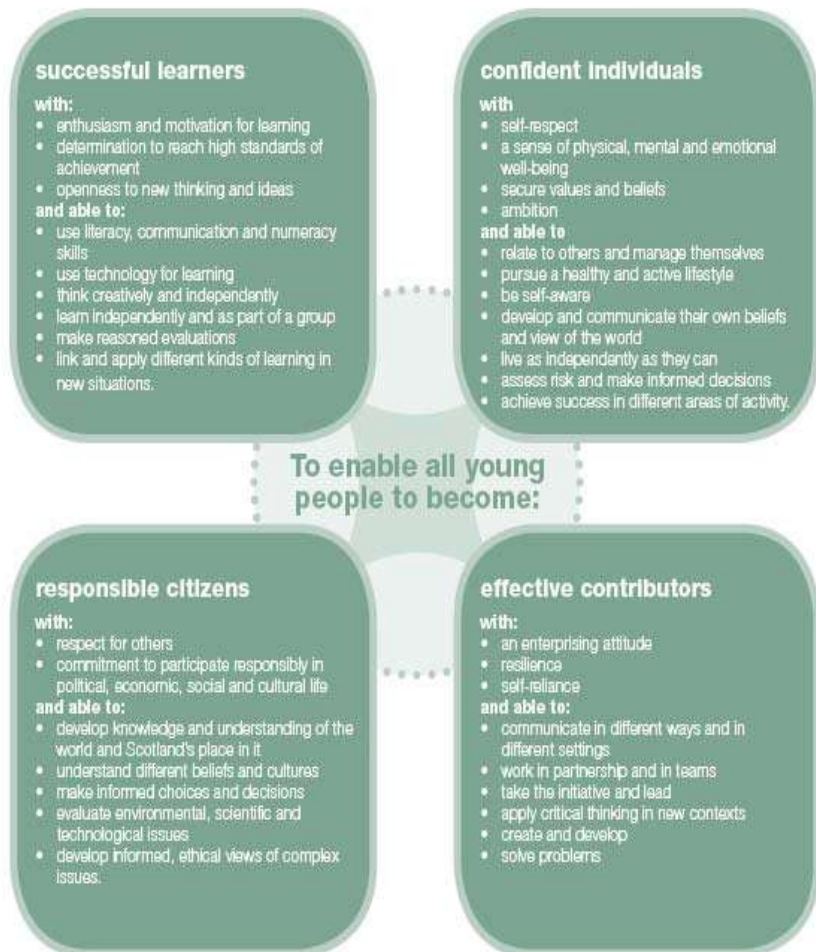 successful learners
with:
• enthusiasm and motivation for learning
• determination to reach high standards of
achievement
• openness to new thinking and ideas
and able to:
• use literacy, communication and numeracy
skills
• use technology for learning
• think creatively and independently
• learn independently and as part of a group
• make reasoned evaluations
• link and apply different kinds of learning in
new situations.
confident individuals
with
• self-respect
• a sense of physical, mental and emotional
well-being
• secure values and beliefs
• ambition
and able to
• relate to others and manage themselves
• pursue a healthy and active lifestyle
• be self-aware
• develop and communicate their own beliefs
and view of the world
• live as independently as they can
• assess risk and make informed decisions
• achieve success in different areas of activity.
To enable all young
people to become:
responsible citizens
with:
• respect for others
• commitment to participate responsibly in
political, economic, social and cultural life
and able to:
• develop knowledge and understanding of the
world and Scotland's place in it
• understand different beliefs and cultures
• make informed choices and decisions
• evaluate environmental, scientific and
technological issues
• develop informed, ethical views of complex
issues.
effective contributors
with:
• an enterprising attitude
• resilience
• self-reliance
and able to:
• communicate in different ways and in
different settings
• work in partnership and in teams
• take the initiative and lead
• apply critical thinking in new contexts
• create and develop
• solve problems